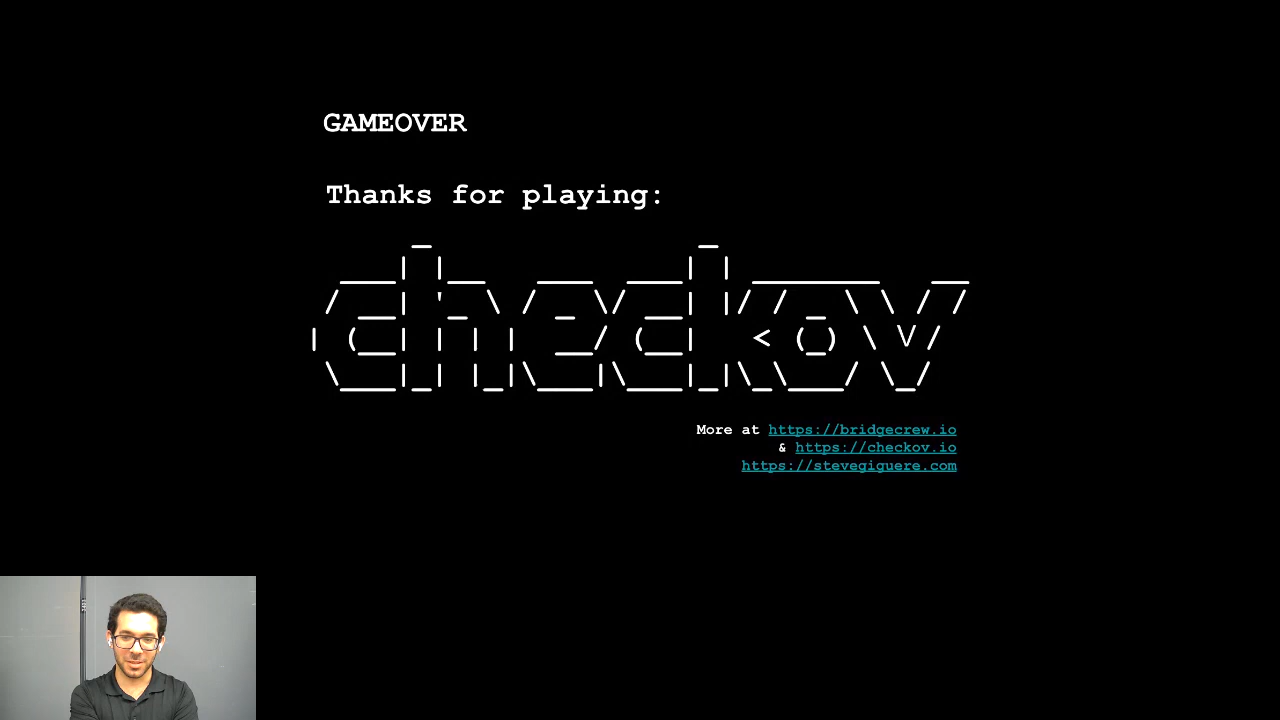 GAMEOVER
Thanks for playing:
checkov
More at https://bridgecrew.io
& https://checkov.io
https://stevegiguere.com